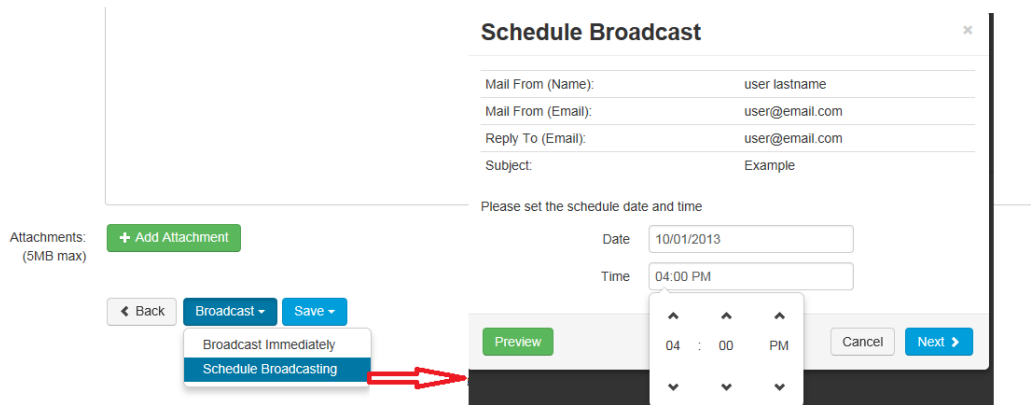 Attachments:
(5MB max)
+ Add Attachment
Back
Broadcast
Save
Broadcast Immediately
Schedule Broadcasting
Schedule Broadcast
×
Mail From (Name): user lastname
Mail From (Email): user@email.com
Reply To (Email): user@email.com
Subject: Example
Please set the schedule date and time
Date 10/01/2013
Time 04:00 PM
04 : 00 PM
Preview
Cancel
Next